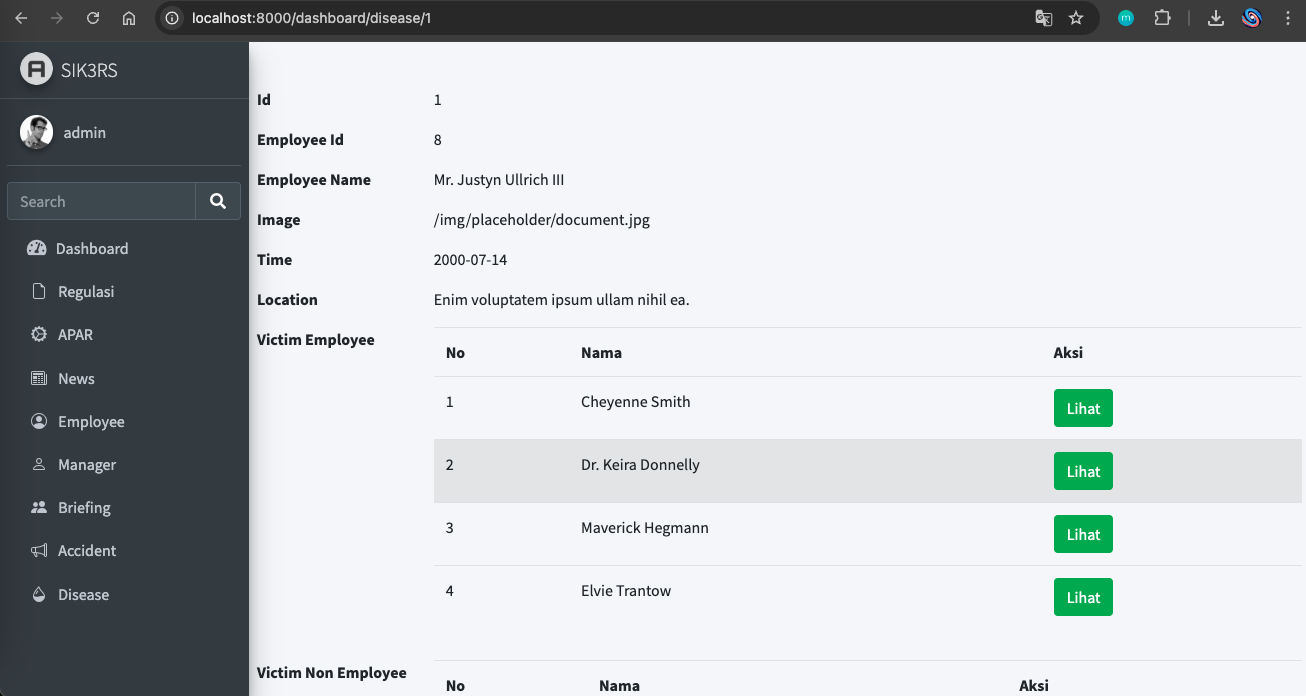 localhost:8000/dashboard/disease/1
SIK3RS
admin
Search
Dashboard
Regulasi
APAR
News
Employee
Manager
Briefing
Accident
Disease
Id 1
Employee Id 8
Employee Name Mr. Justyn Ullrich III
Image /img/placeholder/document.jpg
Time 2000-07-14
Location Enim voluptatem ipsum ullam nihil ea.
Victim Employee
No Nama Aksi
1 Cheyenne Smith Lihat
2 Dr. Keira Donnelly Lihat
3 Maverick Hegmann Lihat
4 Elvie Trantow Lihat
Victim Non Employee
No Nama Aksi